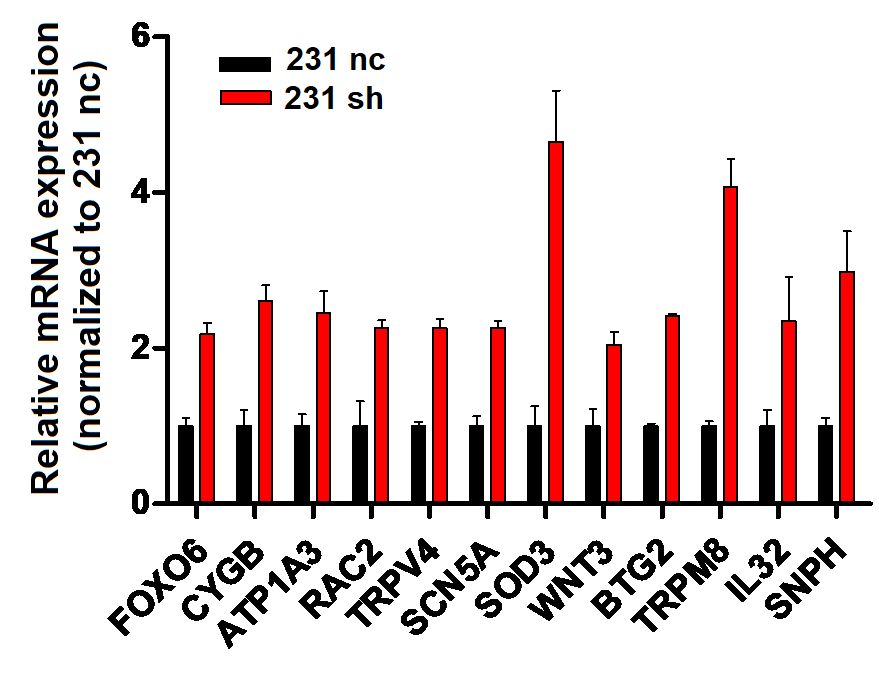 Relative mRNA expression
(normalized to 231 nc)
6
4
2
0
231 nc
231 sh
FOXO6
CYGB
ATP1A3
RAC2
TRPV4
SCN5A
SOD3
WNT3
BTG2
TRPM8
IL32
SNPH